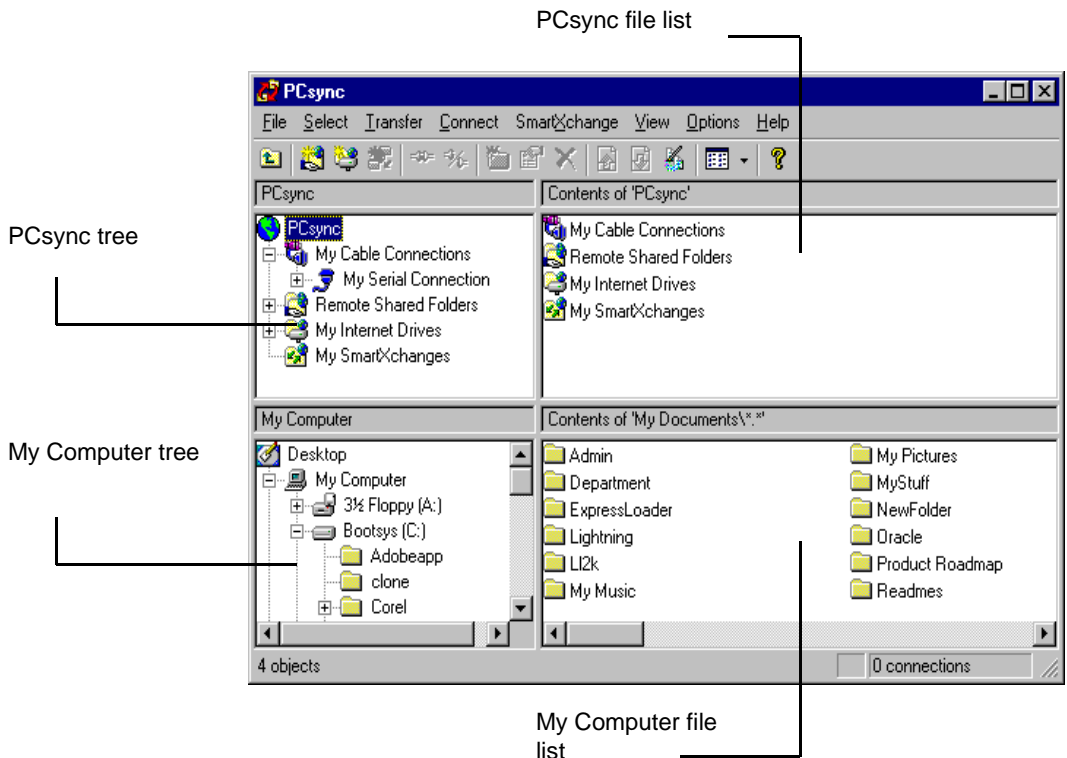 PCsync file list
PCsync
File Select Transfer Connect SmartXchange View Options Help
PCsync
Contents of 'PCsync'
PCsync tree
PCsync
My Cable Connections
My Serial Connection
Remote Shared Folders
My Internet Drives
My SmartXchanges
My Cable Connections
Remote Shared Folders
My Internet Drives
My SmartXchanges
My Computer tree
My Computer
Contents of 'My Documents\*.*'
Desktop
My Computer
3½ Floppy (A:)
Bootsys (C:)
Adobeapp
clone
Corel
Admin
Department
ExpressLoader
Lightning
LI2k
My Music
My Pictures
MyStuff
NewFolder
Oracle
Product Roadmap
Readmes
4 objects
0 connections
My Computer file
list